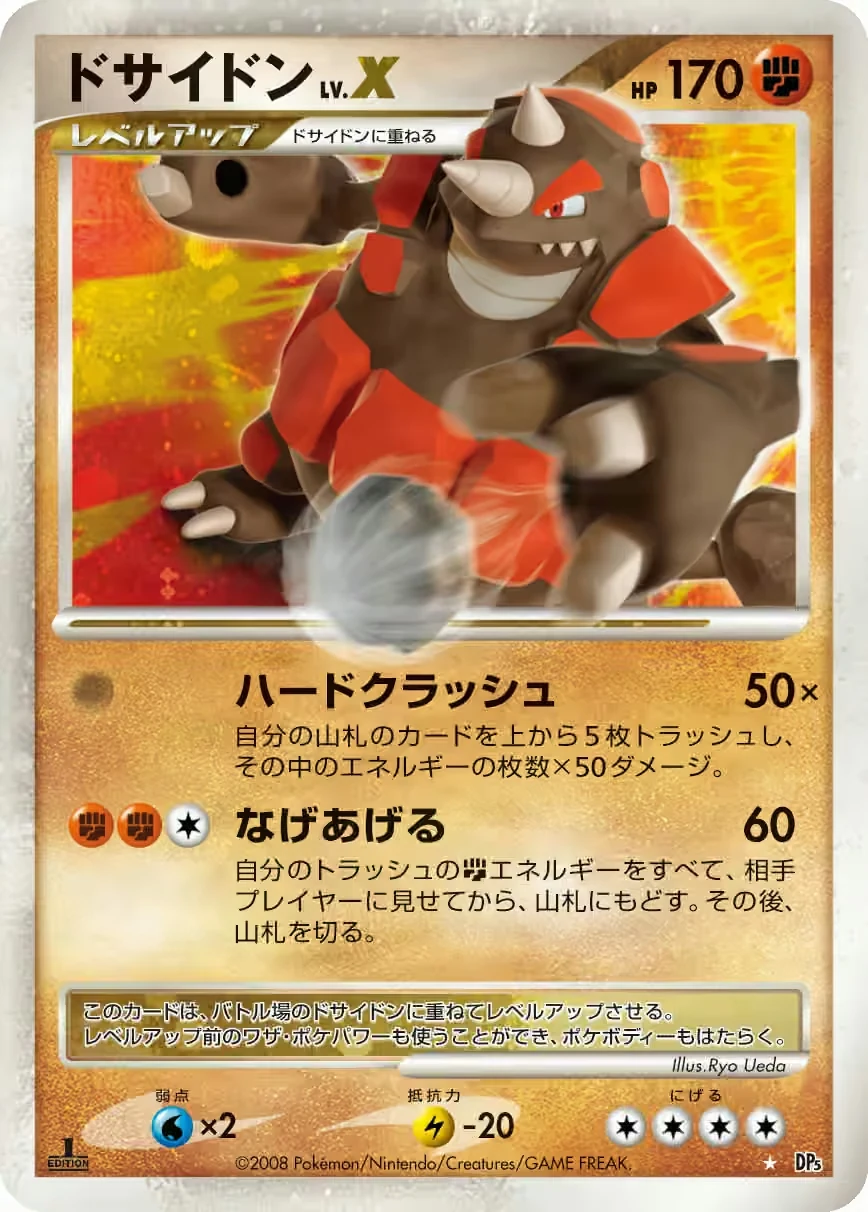 ドサイドン LV.X HP 170
レベルアップ ドサイドンに重ねる
ハードクラッシュ 50×
自分の山札のカードを上から5枚トラッシュし、
その中のエネルギーの枚数×50ダメージ。
なげあげる 60
自分のトラッシュのエネルギーをすべて、相手
プレイヤーに見せてから、山札にもどす。その後、
山札を切る。
このカードは、バトル場のドサイドンに重ねてレベルアップさせる。
レベルアップ前のワザ・ポケパワーも使うことができ、ポケボディーもはたらく。
Illus.Ryo Ueda
弱点 抵抗力 にげる
×2 -20
1 EDITION ©2008 Pokémon/Nintendo/Creatures/GAME FREAK. ★ DP5